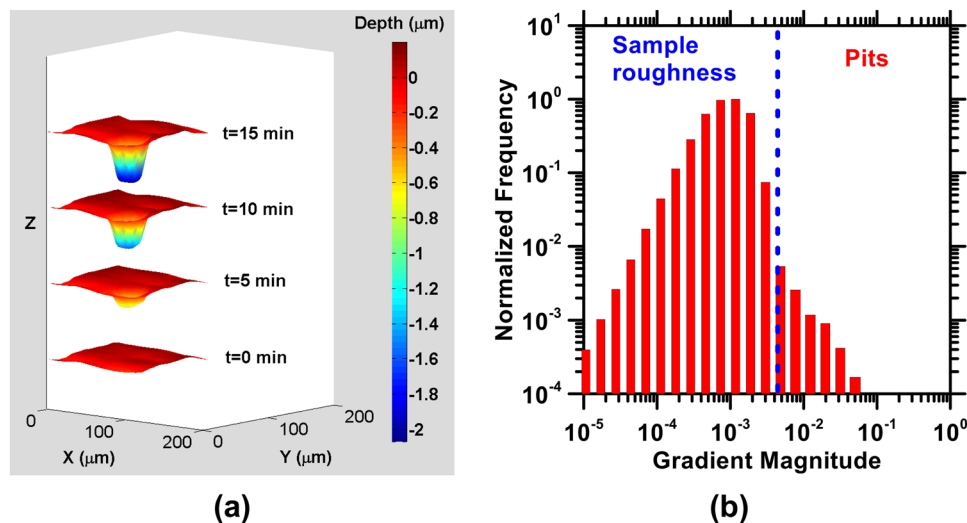 Depth (μm)
0
-0.2
-0.4
-0.6
-0.8
-1
-1.2
-1.4
-1.6
-1.8
-2
t=15 min
t=10 min
t=5 min
t=0 min
Z
0
100
200
X (μm)
0
100
200
Y (μm)
(a)
Sample
roughness
Pits
Normalized Frequency
10^1
10^0
10^-1
10^-2
10^-3
10^-4
10^-5
10^-4
10^-3
10^-2
10^-1
10^0
Gradient Magnitude
(b)